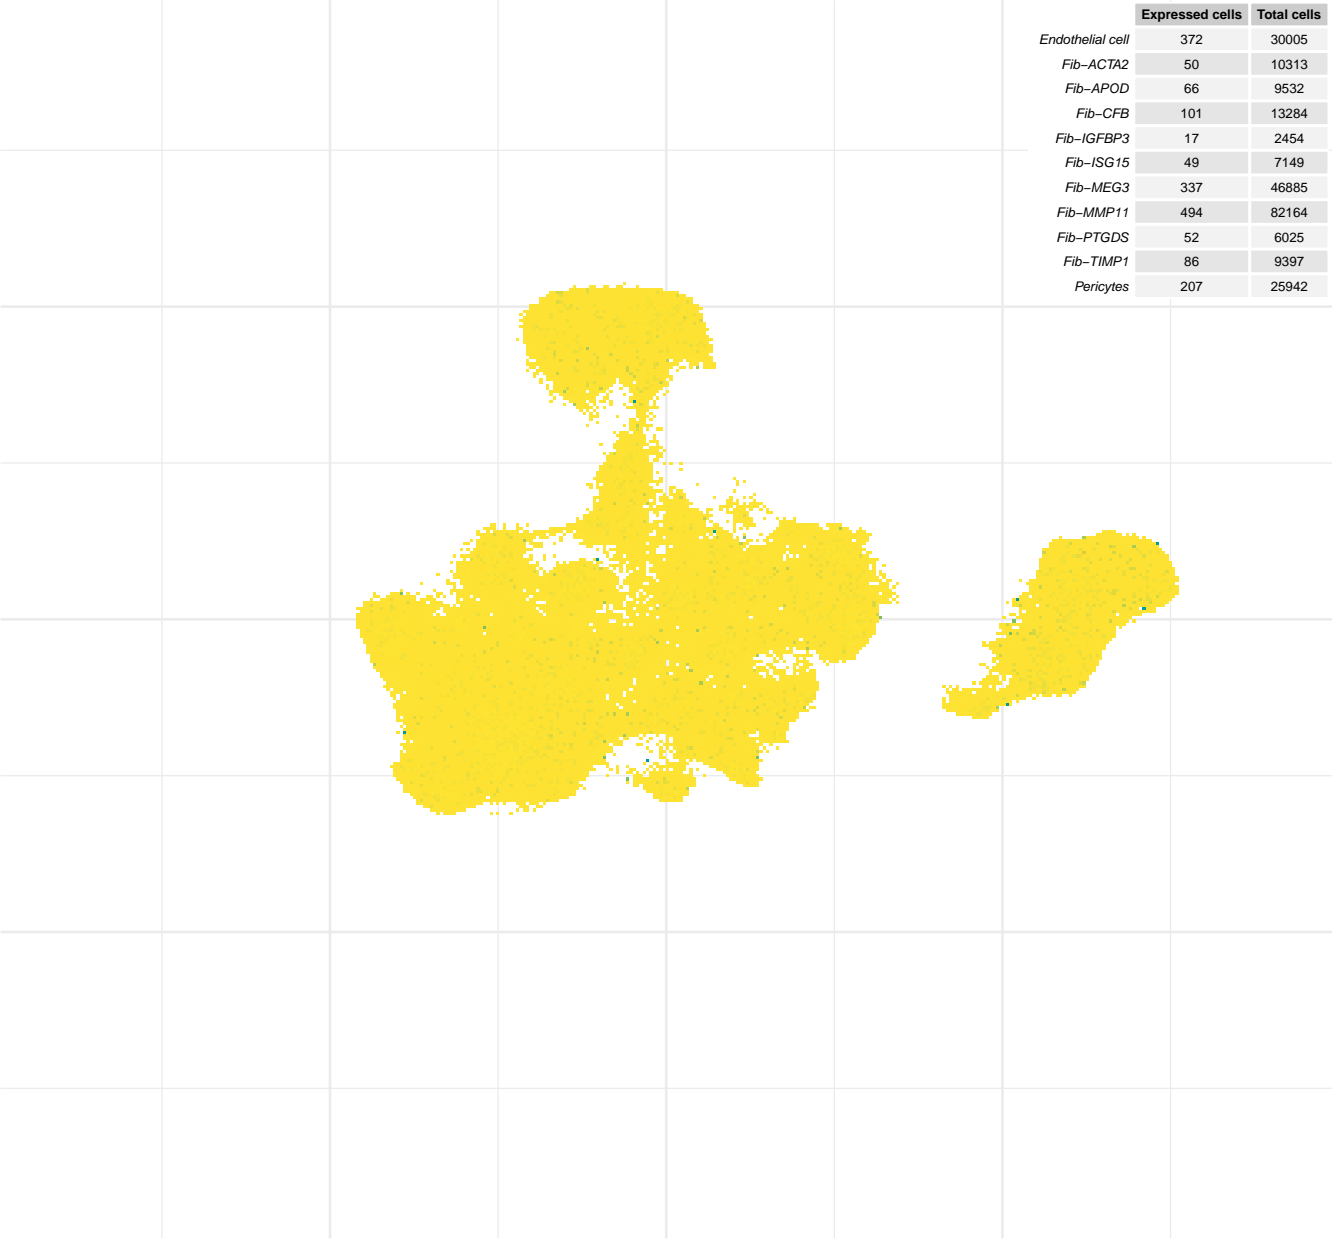 Expressed cells Total cells
Endothelial cell 372 30005
Fib−ACTA2 50 10313
Fib−APOD 66 9532
Fib−CFB 101 13284
Fib−IGFBP3 17 2454
Fib−ISG15 49 7149
Fib−MEG3 337 46885
Fib−MMP11 494 82164
Fib−PTGDS 52 6025
Fib−TIMP1 86 9397
Pericytes 207 25942